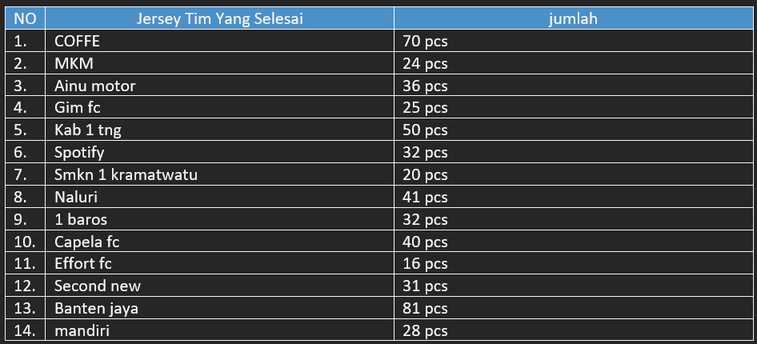 NO Jersey Tim Yang Selesai jumlah
1. COFFE 70 pcs
2. MKM 24 pcs
3. Ainu motor 36 pcs
4. Gim fc 25 pcs
5. Kab 1 tng 50 pcs
6. Spotify 32 pcs
7. Smkn 1 kramatwatu 20 pcs
8. Naluri 41 pcs
9. 1 baros 32 pcs
10. Capela fc 40 pcs
11. Effort fc 16 pcs
12. Second new 31 pcs
13. Banten jaya 81 pcs
14. mandiri 28 pcs